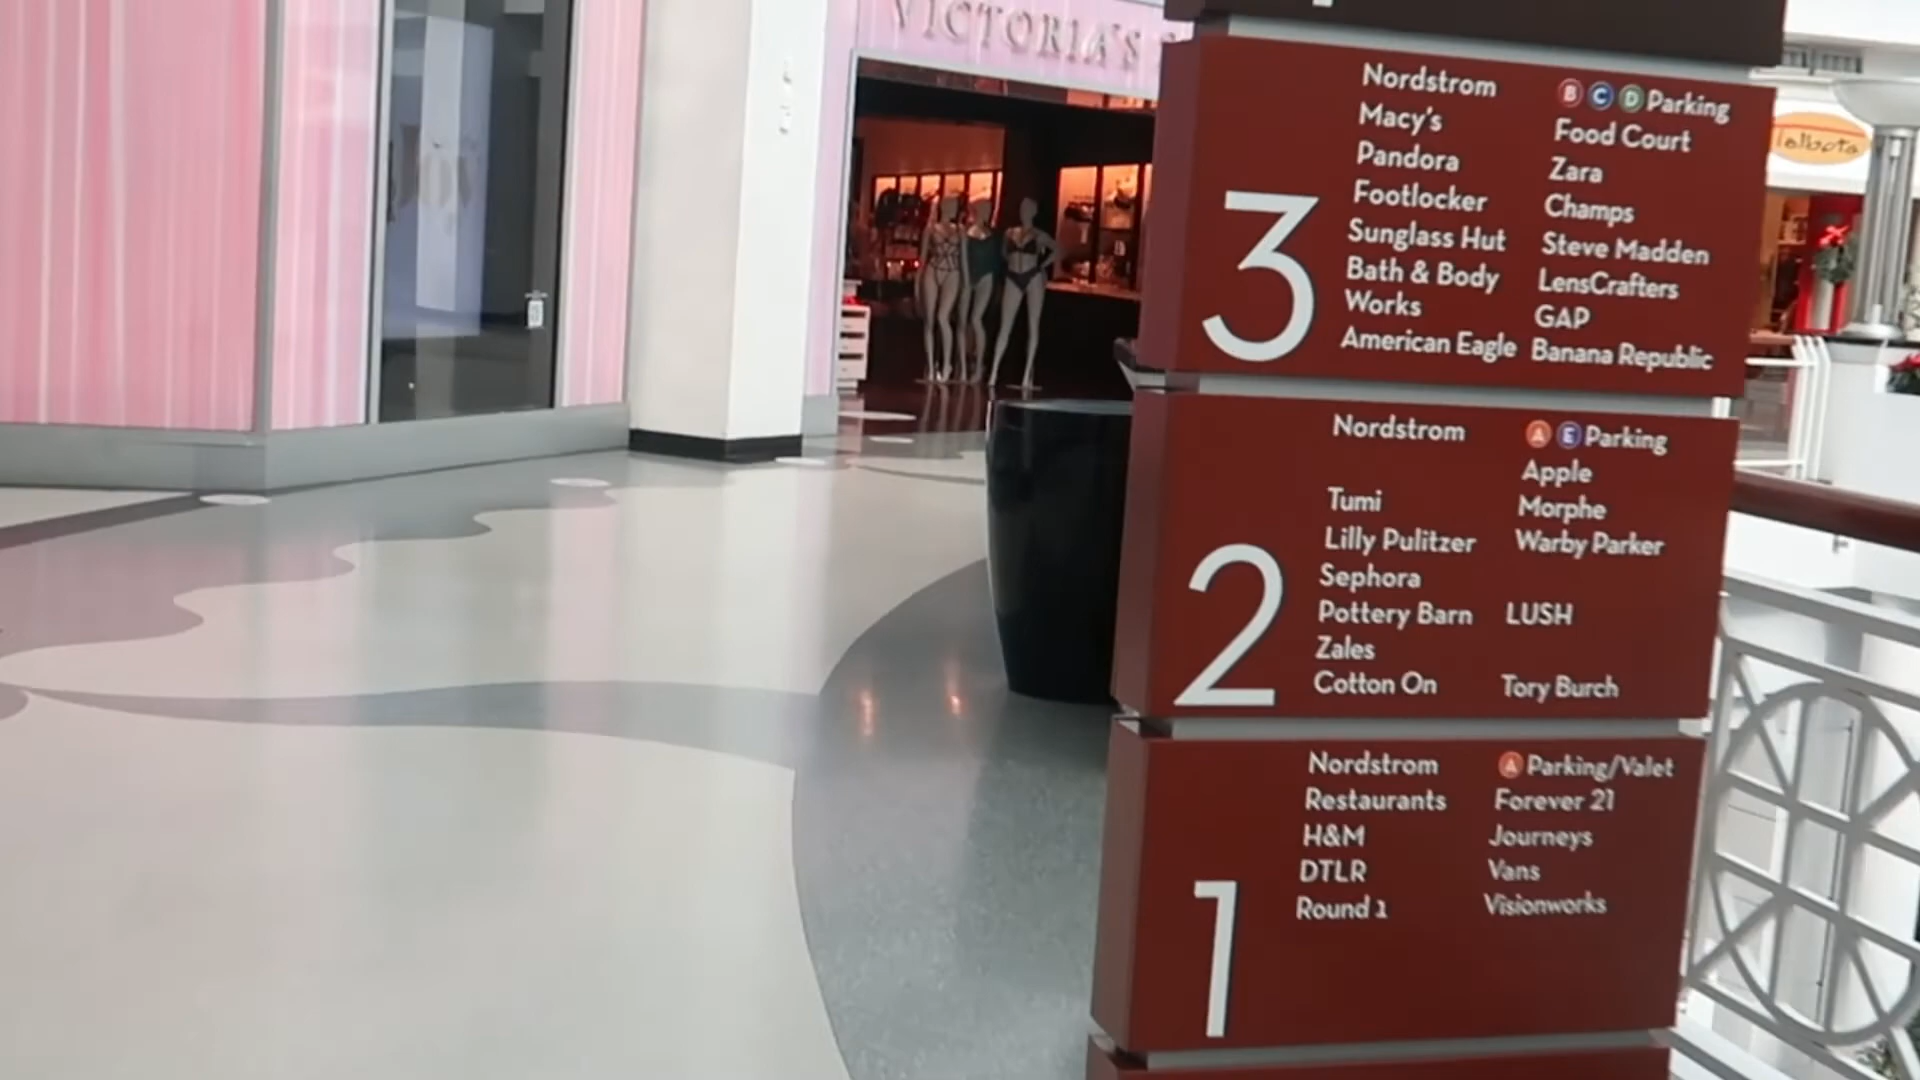 VICTORIA'S
Talbots
3
Nordstrom
Macy's
Pandora
Footlocker
Sunglass Hut
Bath & Body
Works
American Eagle
B C D Parking
Food Court
Zara
Champs
Steve Madden
LensCrafters
GAP
Banana Republic
2
Nordstrom
Tumi
Lilly Pulitzer
Sephora
Pottery Barn
Zales
Cotton On
A E Parking
Apple
Morphe
Warby Parker
LUSH
Tory Burch
1
Nordstrom
Restaurants
H&M
DTLR
Round 1
A Parking/Valet
Forever 21
Journeys
Vans
Visionworks